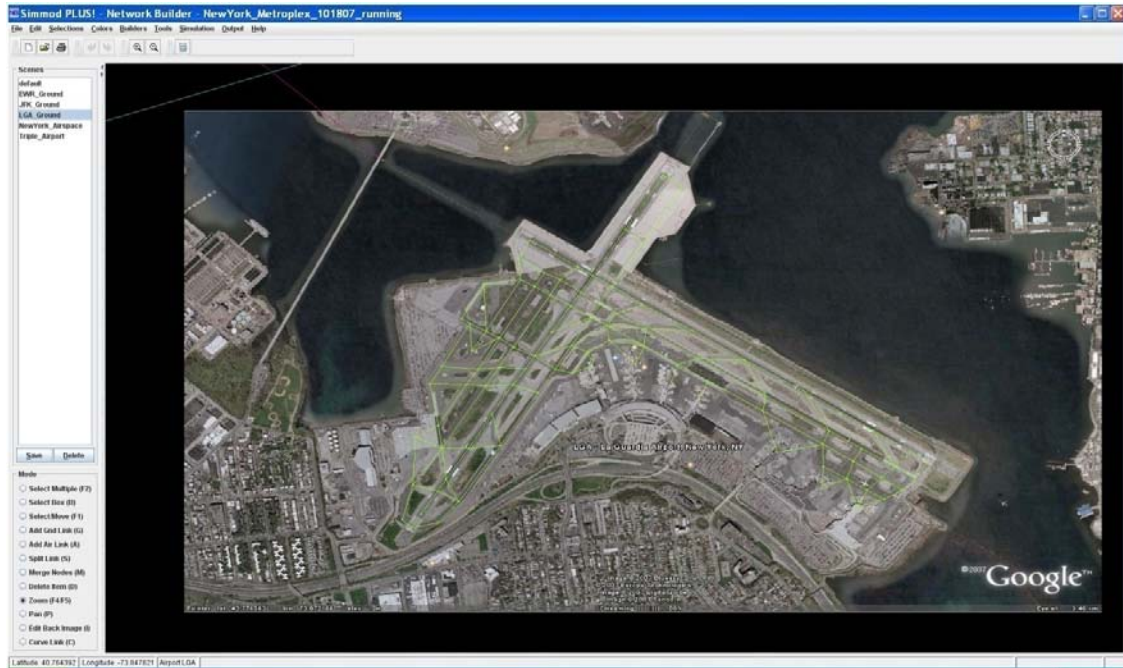 Simmod PLUS! - Network Builder - NewYork_Metroplex_101807_running
File Edit Selections Colors Builders Tools Simulation Output Help
Scenes
default
EWR_Ground
JFK_Ground
LGA_Ground
NewYork_Airspace
Triple_Airport
Save Delete
Mode
Select Multiple (F2)
Select Box (B)
Select/Move (F1)
Add Gnd Link (G)
Add Air Link (A)
Split Link (S)
Merge Nodes (M)
Delete Item (D)
Zoom (F4/F5)
Pan (P)
Edit Back Image (I
Curve Link (C)
LGA - La Guardia Airport, New York, NY
©2007 Google™
Latitude 40.764392 Longitude -73.847821 Airport LGA